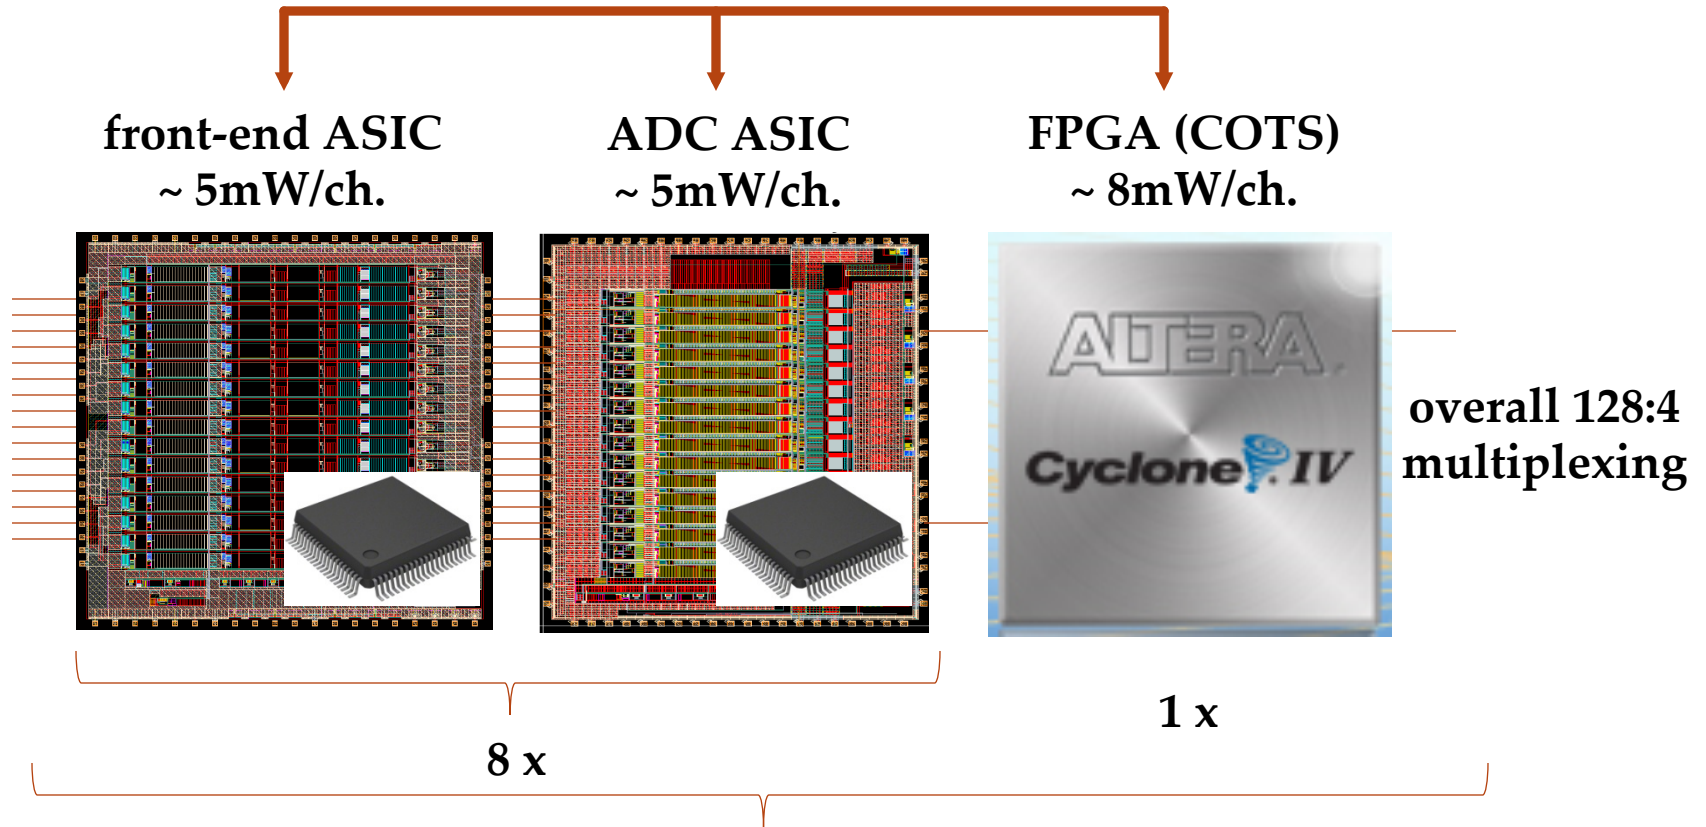 front-end ASIC
~ 5mW/ch.
ADC ASIC
~ 5mW/ch.
FPGA (COTS)
~ 8mW/ch.
ALTERA
Cyclone IV
overall 128:4
multiplexing
8 x
1 x